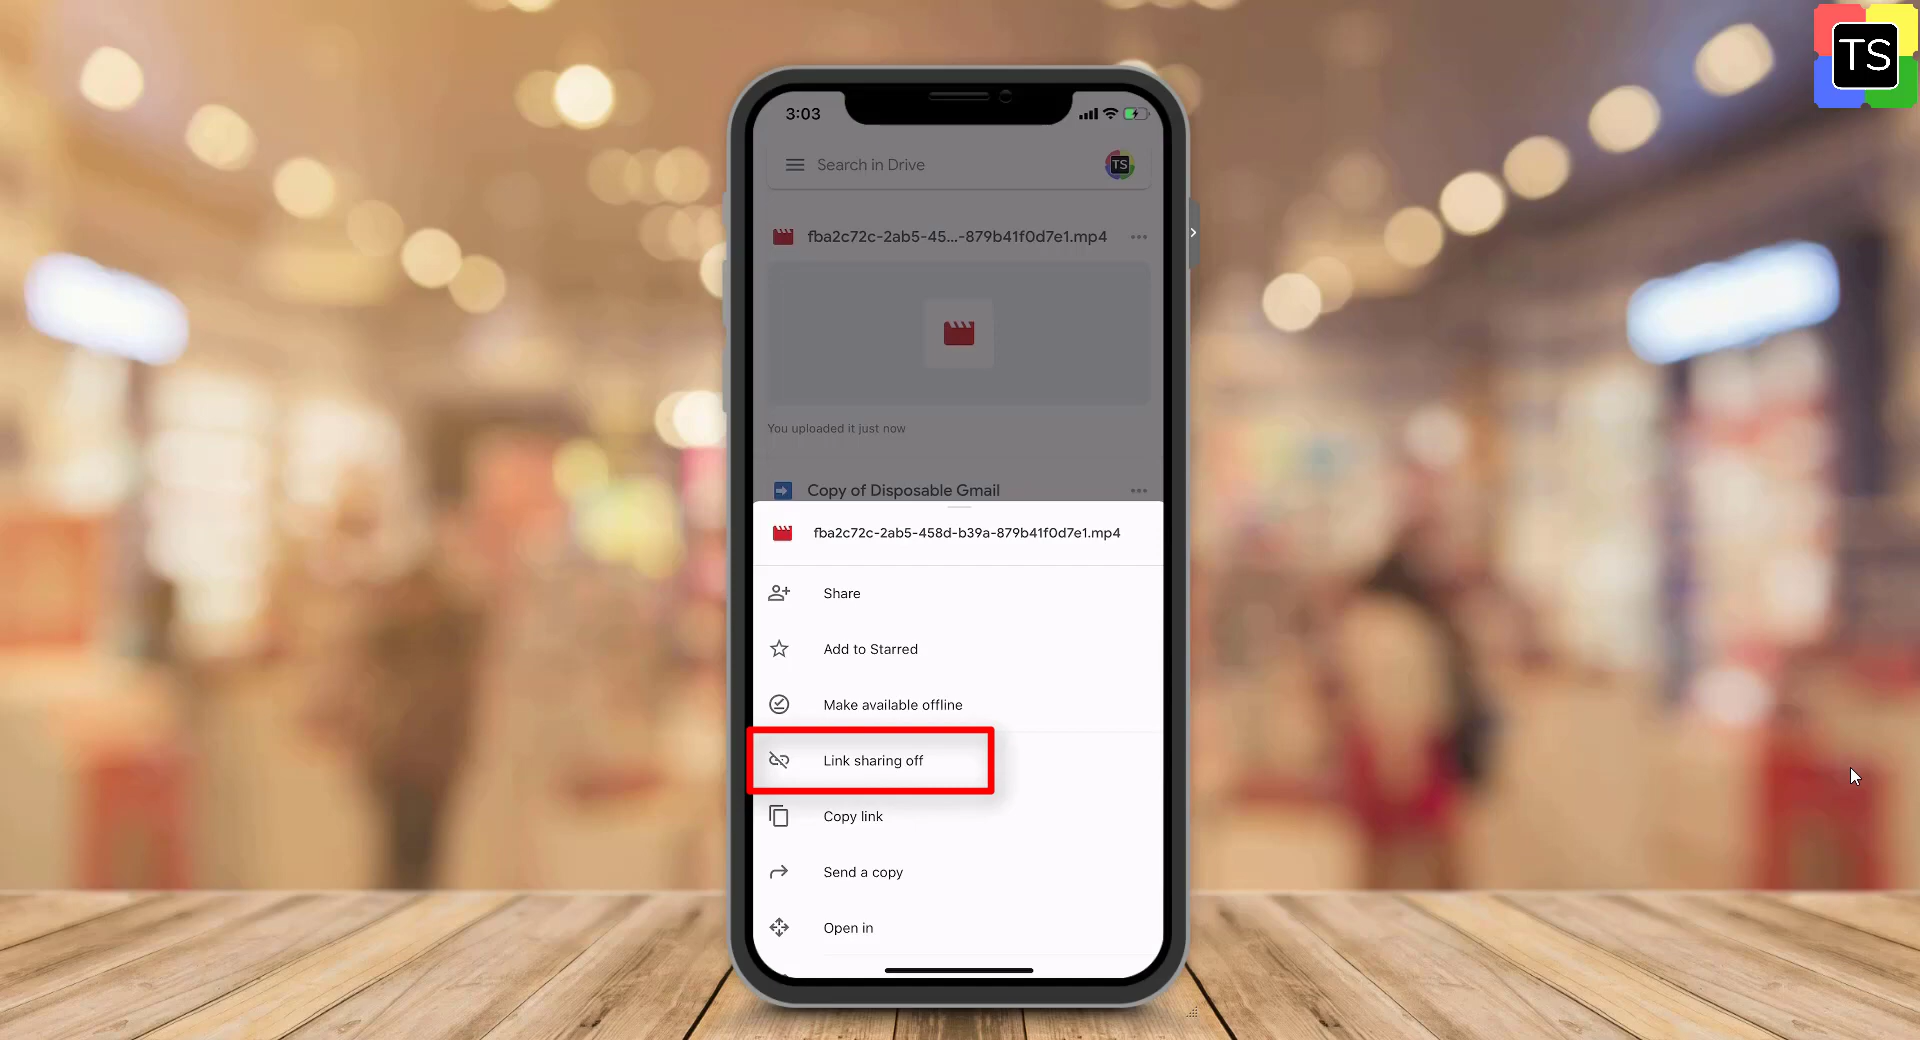 TS
3:03
Search in Drive
TS
fba2c72c-2ab5-45...-879b41f0d7e1.mp4
You uploaded it just now
Copy of Disposable Gmail
fba2c72c-2ab5-458d-b39a-879b41f0d7e1.mp4
Share
Add to Starred
Make available offline
Link sharing off
Copy link
Send a copy
Open in